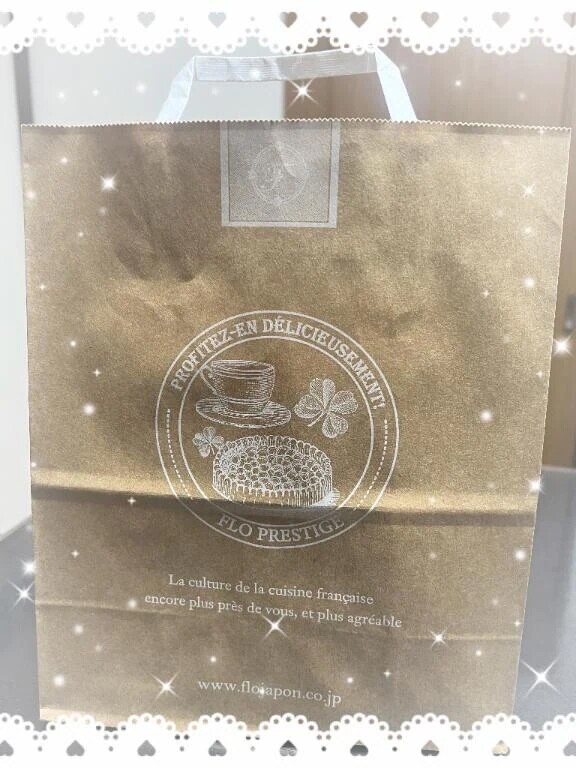 PROFITEZ-EN DÉLICIEUSEMENT!
FLO PRESTIGE
La culture de la cuisine française
encore plus près de vous, et plus agréable
www.flojapon.co.jp